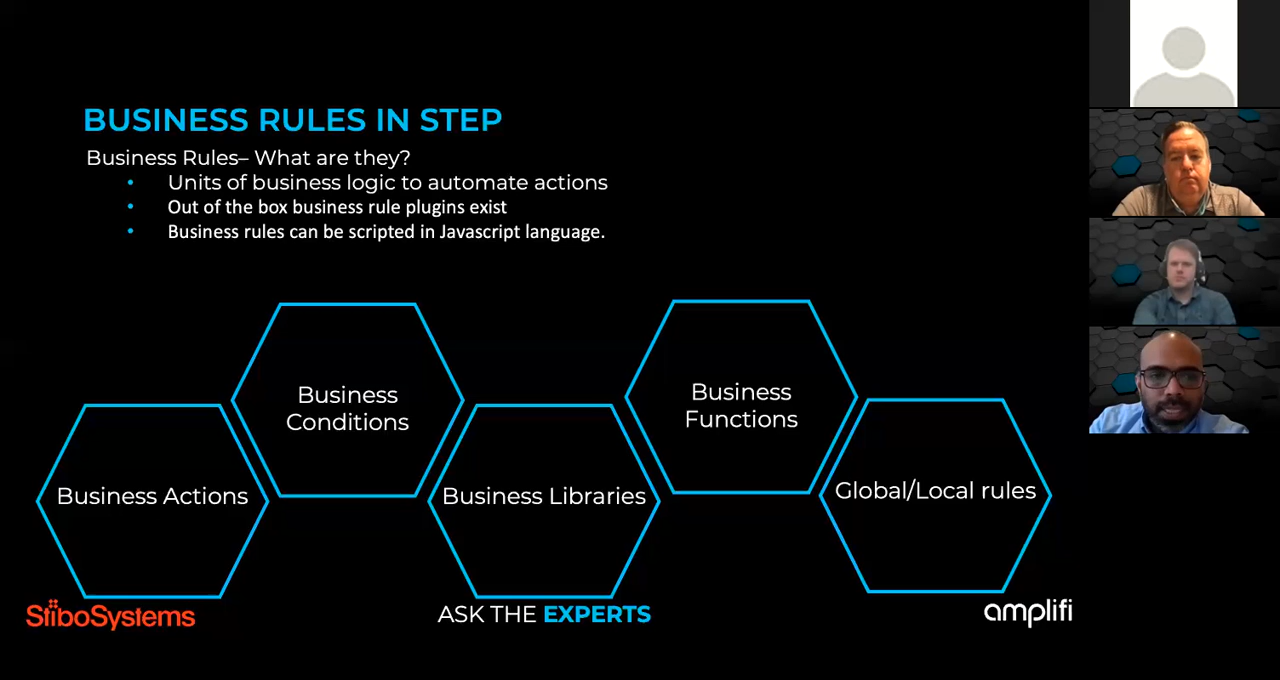 BUSINESS RULES IN STEP
Business Rules– What are they?
• Units of business logic to automate actions
• Out of the box business rule plugins exist
• Business rules can be scripted in Javascript language.
Business
Conditions
Business
Functions
Business Actions
Business Libraries
Global/Local rules
StiboSystems
ASK THE EXPERTS
amplifi